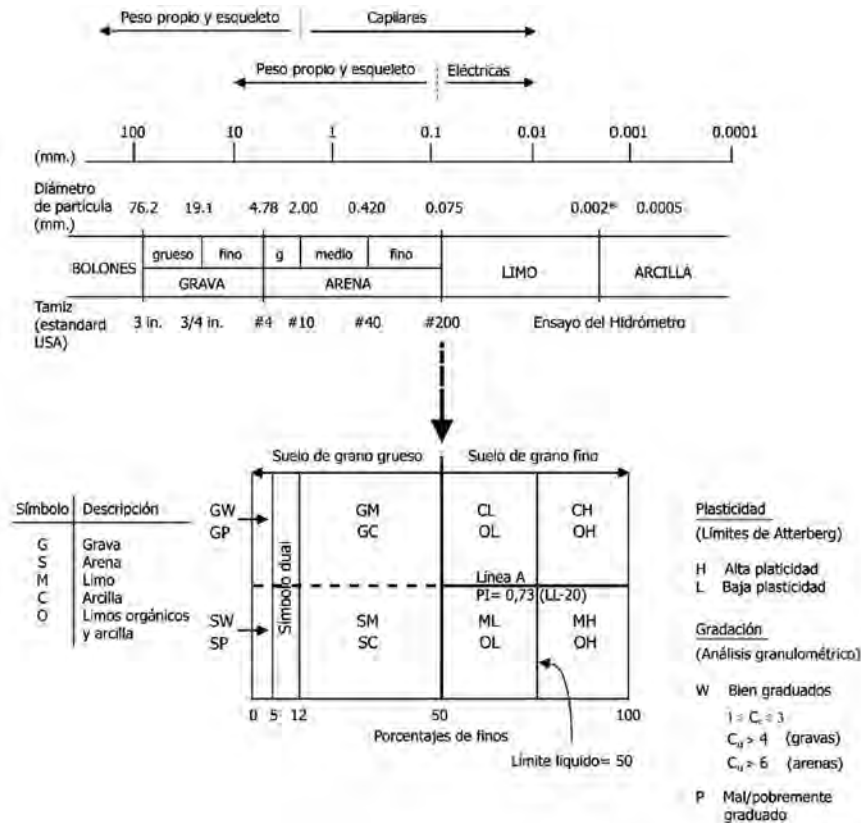 Peso propio y esqueleto Capilares
Peso propio y esqueleto Eléctricas
100 10 1 0.1 0.01 0.001 0.0001
(mm.)
Diámetro
de partícula 76.2 19.1 4.78 2.00 0.420 0.075 0.002* 0.0005
(mm.)
BOLONES grueso fino g medio fino LIMO ARCILLA
GRAVA ARENA
Tamiz
(estandard 3 in. 3/4 in. #4 #10 #40 #200 Ensayo del Hidrómetro
USA)
Suelo de grano grueso Suelo de grano fino
Símbolo Descripción
G Grava
S Arena
M Limo
C Arcilla
O Limos orgánicos
y arcilla
GW
GP
SW
SP
Símbolo dual
GM
GC
SM
SC
CL CH
OL OH
Línea A
PI= 0,73 (LL-20)
ML MH
OL OH
0 5 12 50 100
Porcentajes de finos
Límite líquido= 50
Plasticidad
(Límites de Atterberg)
H Alta platicidad
L Baja plasticidad
Gradación
(Análisis granulométrico)
W Bien graduados
Cu > 4 (gravas)
(arenas)
P Mal/pobremente
graduado